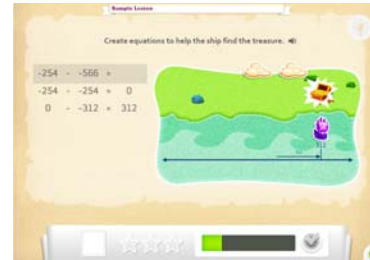 Sample Lesson
Create equations to help the ship find the treasure.
-254 - -566 =
-254 - -254 = 0
0 - -312 = 312
312